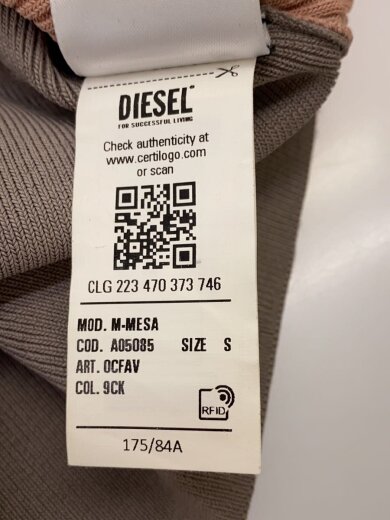 DIESEL
FOR SUCCESSFUL LIVING
Check authenticity at
www.certilogo.com
or scan
CLG 223 470 373 746
MOD. M-MESA
COD. A05085 SIZE S
ART. 0CFAV
COL. 9CK
RFID
175/84A